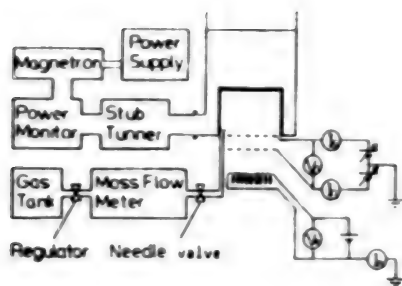 Power
Supply
Magnetron
Power
Monitor
Stub
Tunner
Gas
Tank
Mass Flow
Meter
Regulator
Needle valve